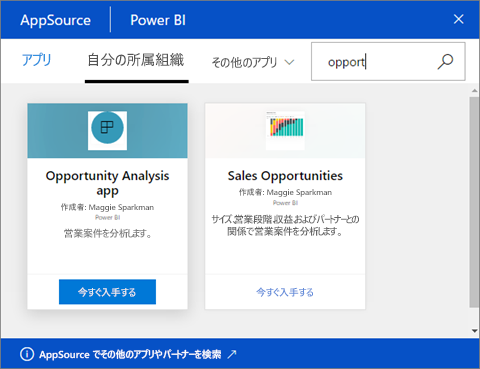 AppSource Power BI
アプリ 自分の所属組織 その他のアプリ opport
Opportunity Analysis
app
作成者: Maggie Sparkman
Power BI
営業案件を分析します。
今すぐ入手する
Sales Opportunities
作成者: Maggie Sparkman
Power BI
サイズ,営業段階,収益,およびパートナーとの
関係で営業案件を分析します。
今すぐ入手する
AppSource でその他のアプリやパートナーを検索